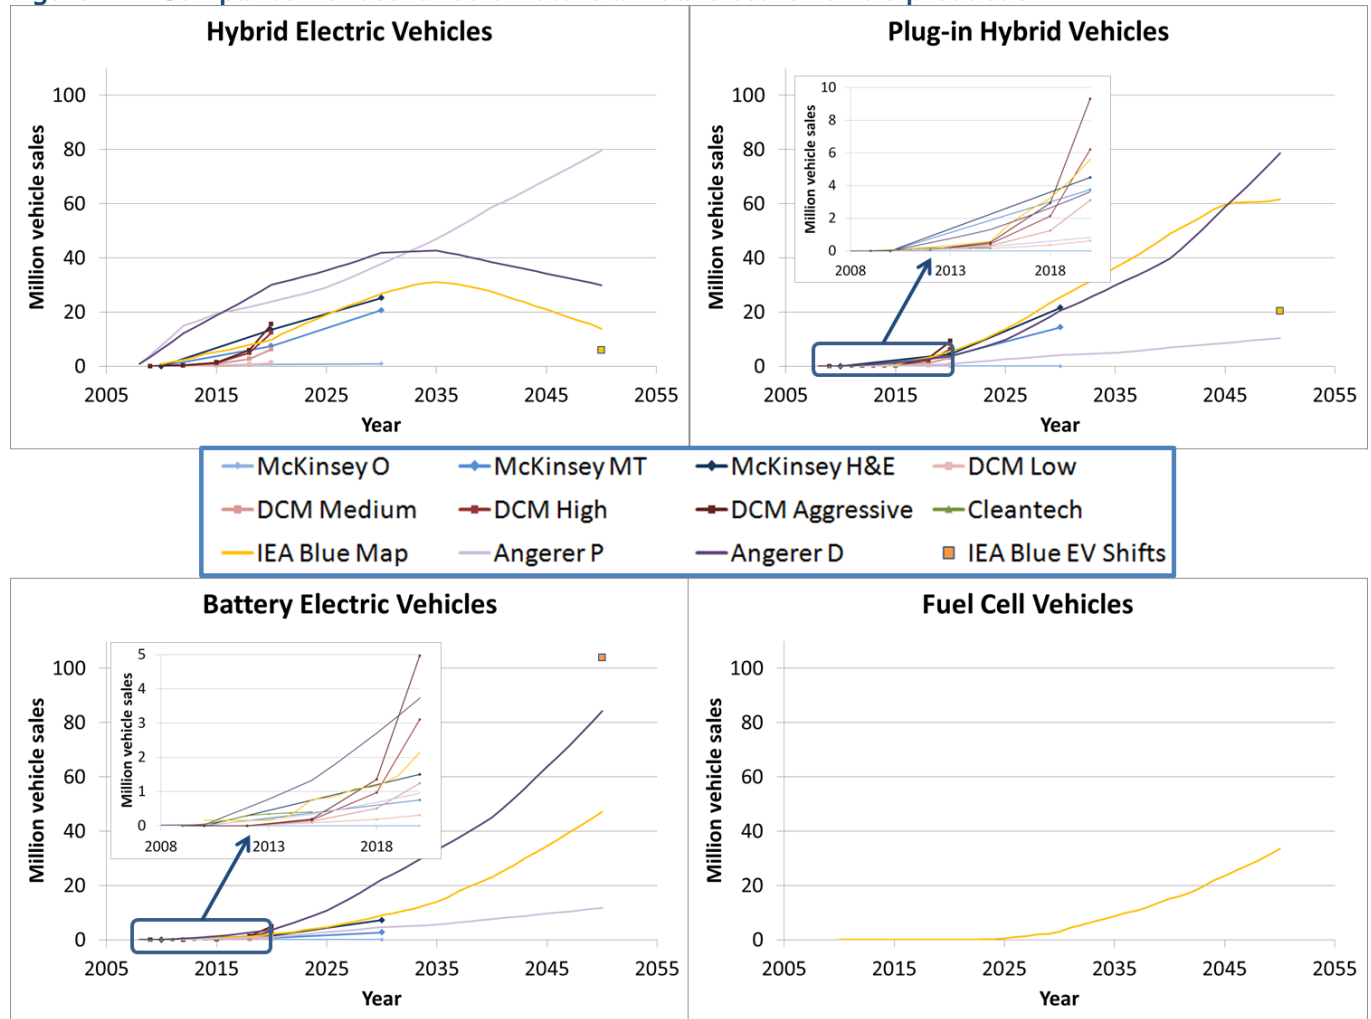 Hybrid Electric Vehicles
100
80
60
40
20
0
2005 2015 2025 2035 2045 2055
Million vehicle sales
Year
Plug-in Hybrid Vehicles
100
80
60
40
20
0
2005 2015 2025 2035 2045 2055
Million vehicle sales
Year
10
8
6
4
2
0
2008 2013 2018
Million vehicle sales
McKinsey O McKinsey MT McKinsey H&E DCM Low
DCM Medium DCM High DCM Aggressive Cleantech
IEA Blue Map Angerer P Angerer D IEA Blue EV Shifts
Battery Electric Vehicles
100
80
60
40
20
0
2005 2015 2025 2035 2045 2055
Million vehicle sales
Year
5
4
3
2
1
0
2008 2013 2018
Million vehicle sales
Fuel Cell Vehicles
100
80
60
40
20
0
2005 2015 2025 2035 2045 2055
Million vehicle sales
Year